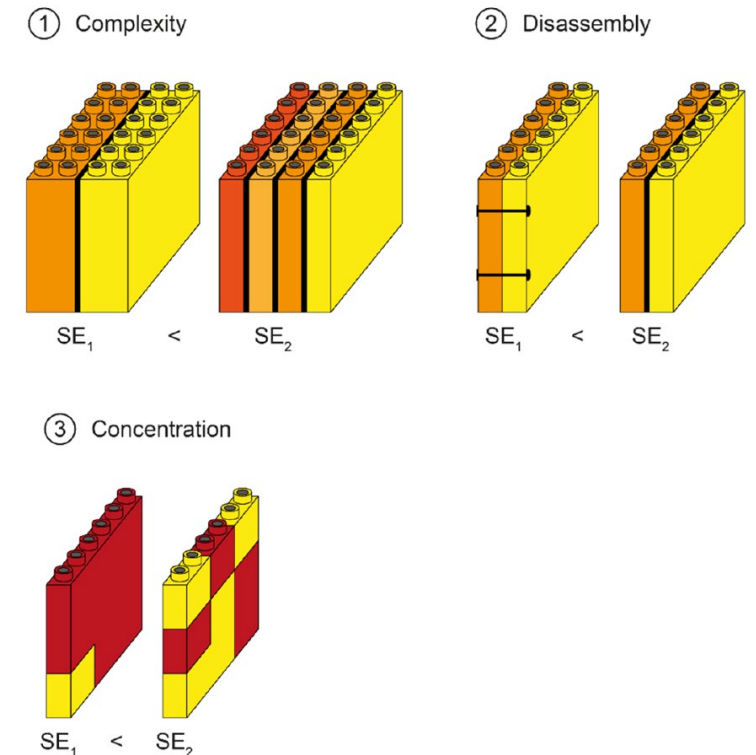 1 Complexity
2 Disassembly
SE1 < SE2
SE1 < SE2
3 Concentration
SE1 < SE2